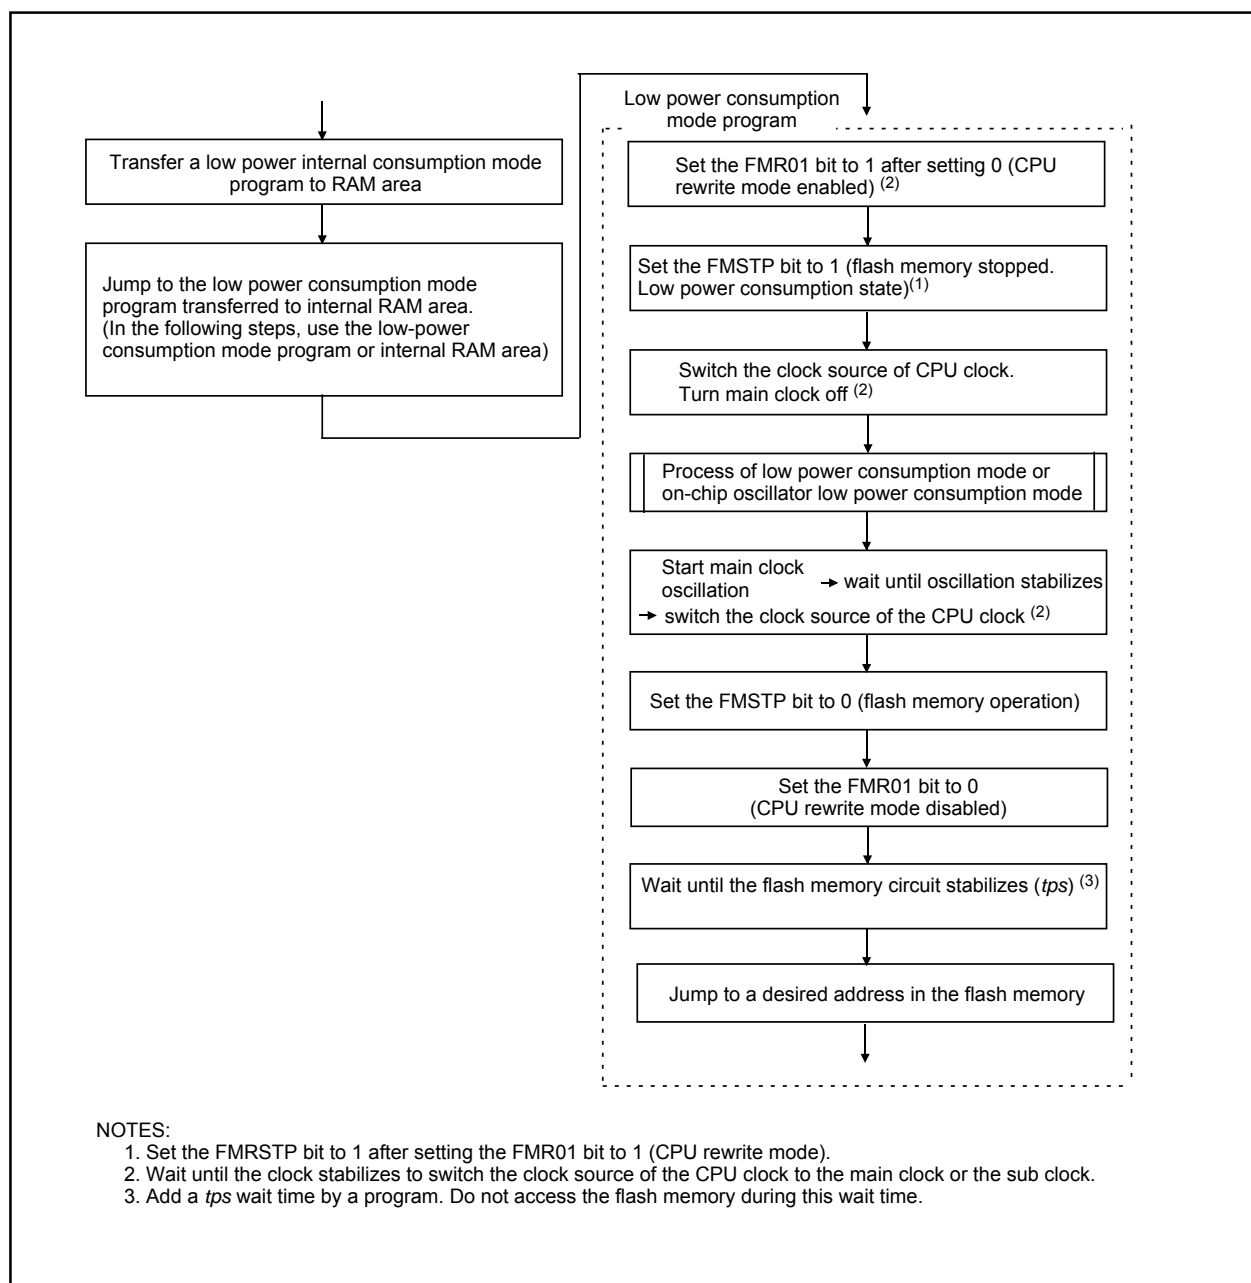 Transfer a low power internal consumption mode
program to RAM area
Jump to the low power consumption mode
program transferred to internal RAM area.
(In the following steps, use the low-power
consumption mode program or internal RAM area)
Low power consumption
mode program
Set the FMR01 bit to 1 after setting 0 (CPU
rewrite mode enabled) (2)
Set the FMSTP bit to 1 (flash memory stopped.
Low power consumption state)(1)
Switch the clock source of CPU clock.
Turn main clock off (2)
Process of low power consumption mode or
on-chip oscillator low power consumption mode
Start main clock
oscillation → wait until oscillation stabilizes
→ switch the clock source of the CPU clock (2)
Set the FMSTP bit to 0 (flash memory operation)
Set the FMR01 bit to 0
(CPU rewrite mode disabled)
Wait until the flash memory circuit stabilizes (tps) (3)
Jump to a desired address in the flash memory
NOTES:
1. Set the FMRSTP bit to 1 after setting the FMR01 bit to 1 (CPU rewrite mode).
2. Wait until the clock stabilizes to switch the clock source of the CPU clock to the main clock or the sub clock.
3. Add a tps wait time by a program. Do not access the flash memory during this wait time.